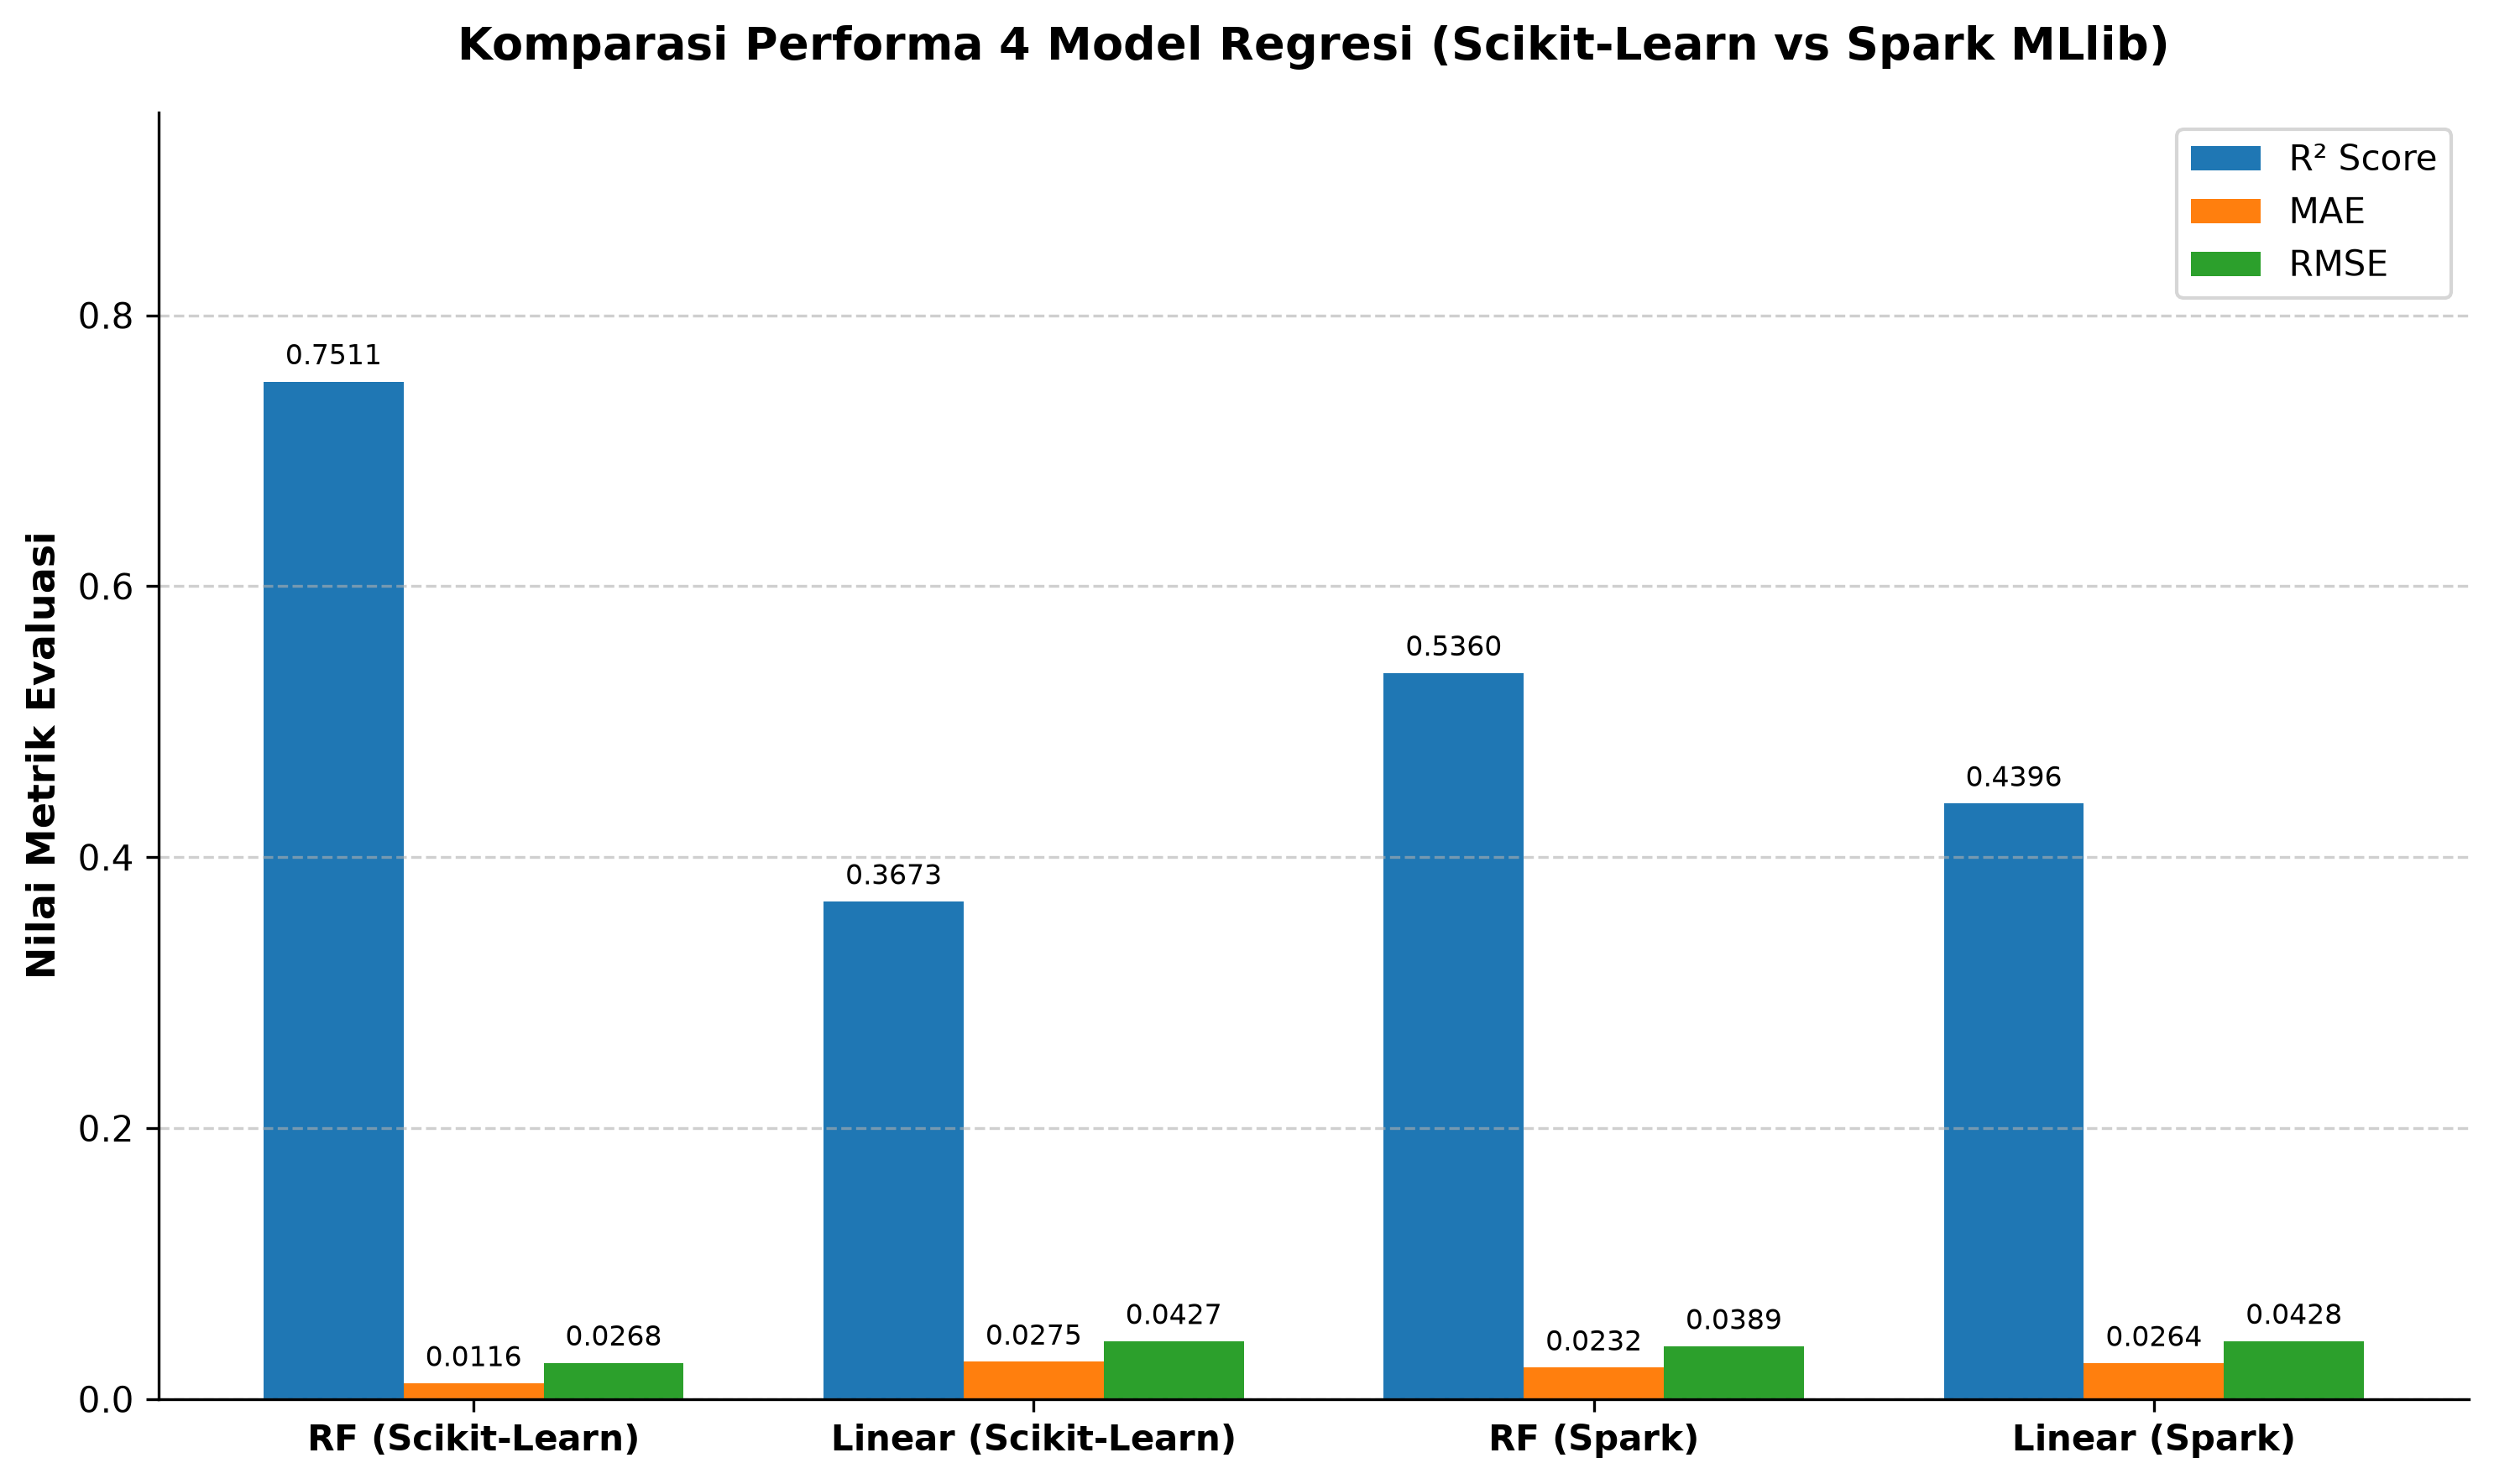 Komparasi Performa 4 Model Regresi (Scikit-Learn vs Spark MLlib)
R² Score
MAE
RMSE
Nilai Metrik Evaluasi
0.8
0.6
0.4
0.2
0.0
0.7511
0.0116
0.0268
0.3673
0.0275
0.0427
0.5360
0.0232
0.0389
0.4396
0.0264
0.0428
RF (Scikit-Learn)
Linear (Scikit-Learn)
RF (Spark)
Linear (Spark)